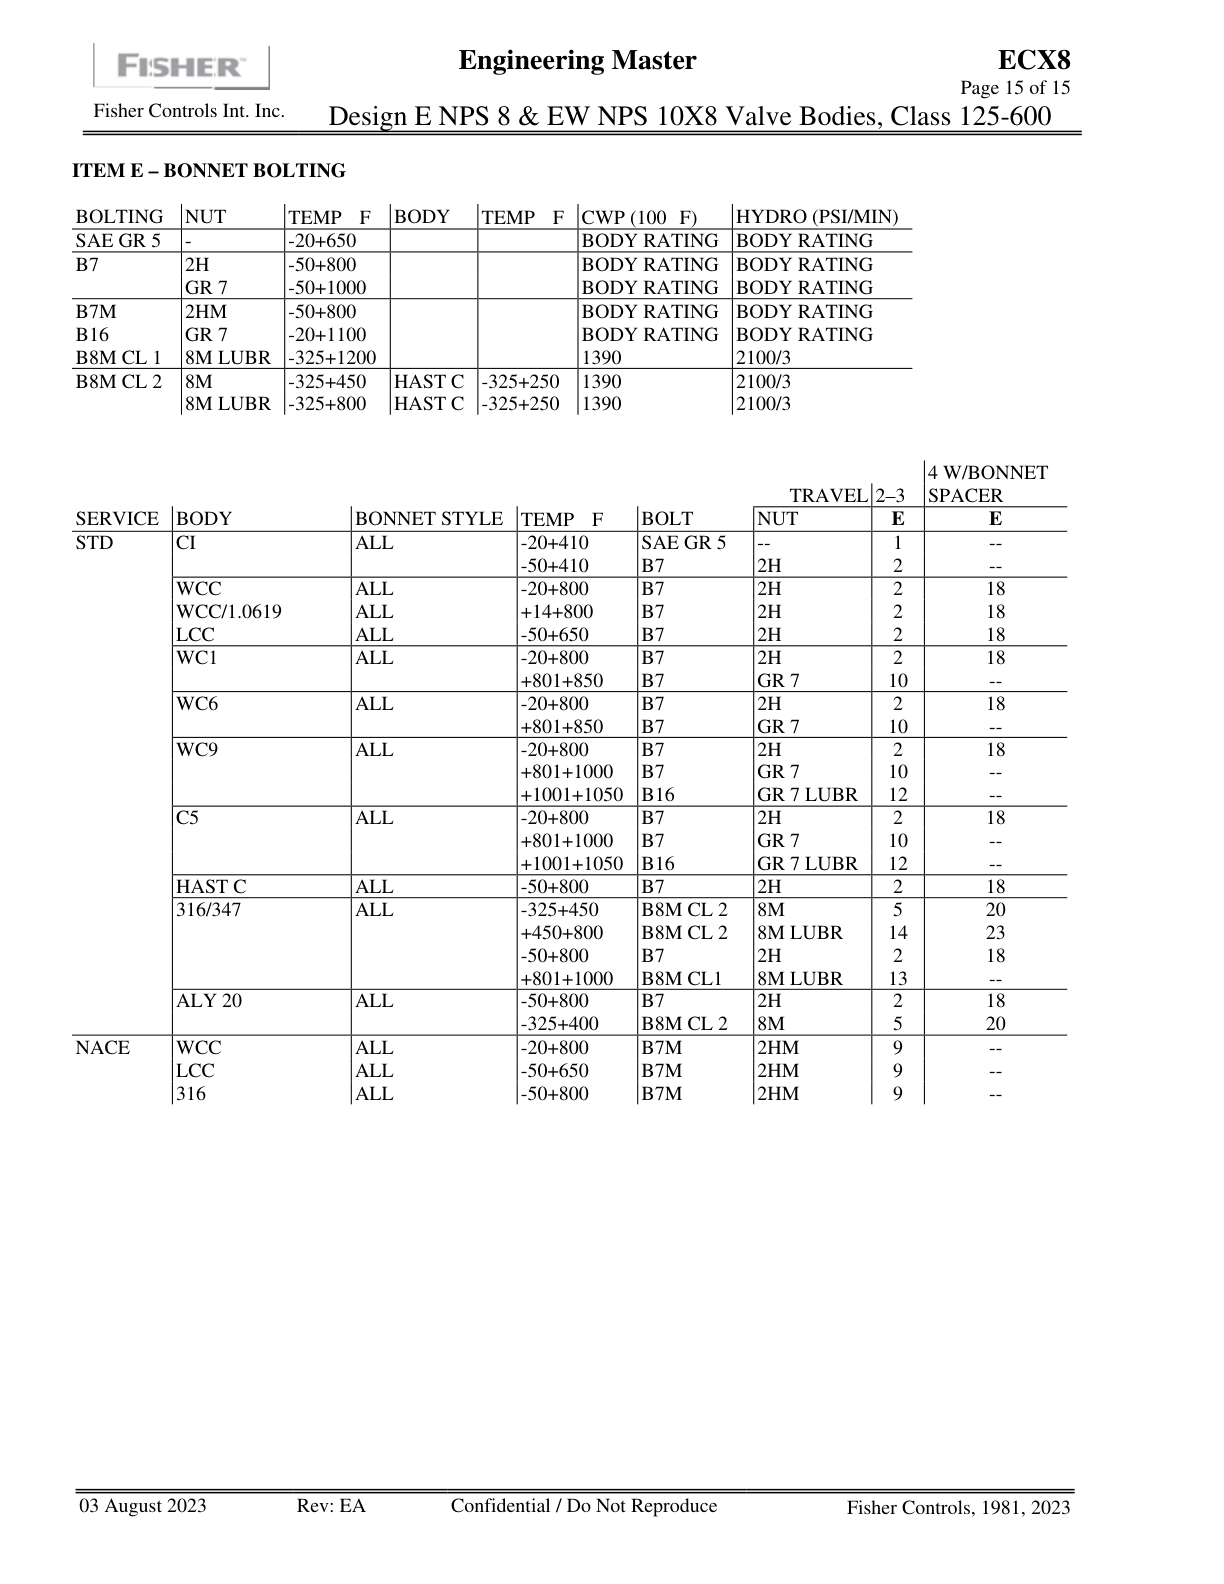 FISHER™
Engineering Master
ECX8
Page 15 of 15
Fisher Controls Int. Inc.
Design E NPS 8 & EW NPS 10X8 Valve Bodies, Class 125-600
ITEM E – BONNET BOLTING
BOLTING NUT TEMP F BODY TEMP F CWP (100 F) HYDRO (PSI/MIN)
SAE GR 5 - -20+650 BODY RATING BODY RATING
B7 2H -50+800 BODY RATING BODY RATING
GR 7 -50+1000 BODY RATING BODY RATING
B7M 2HM -50+800 BODY RATING BODY RATING
B16 GR 7 -20+1100 BODY RATING BODY RATING
B8M CL 1 8M LUBR -325+1200 1390 2100/3
B8M CL 2 8M -325+450 HAST C -325+250 1390 2100/3
8M LUBR -325+800 HAST C -325+250 1390 2100/3
4 W/BONNET
TRAVEL 2–3 SPACER
SERVICE BODY BONNET STYLE TEMP F BOLT NUT E E
STD CI ALL -20+410 SAE GR 5 -- 1 --
-50+410 B7 2H 2 --
WCC ALL -20+800 B7 2H 2 18
WCC/1.0619 ALL +14+800 B7 2H 2 18
LCC ALL -50+650 B7 2H 2 18
WC1 ALL -20+800 B7 2H 2 18
+801+850 B7 GR 7 10 --
WC6 ALL -20+800 B7 2H 2 18
+801+850 B7 GR 7 10 --
WC9 ALL -20+800 B7 2H 2 18
+801+1000 B7 GR 7 10 --
+1001+1050 B16 GR 7 LUBR 12 --
C5 ALL -20+800 B7 2H 2 18
+801+1000 B7 GR 7 10 --
+1001+1050 B16 GR 7 LUBR 12 --
HAST C ALL -50+800 B7 2H 2 18
316/347 ALL -325+450 B8M CL 2 8M 5 20
+450+800 B8M CL 2 8M LUBR 14 23
-50+800 B7 2H 2 18
+801+1000 B8M CL1 8M LUBR 13 --
ALY 20 ALL -50+800 B7 2H 2 18
-325+400 B8M CL 2 8M 5 20
NACE WCC ALL -20+800 B7M 2HM 9 --
LCC ALL -50+650 B7M 2HM 9 --
316 ALL -50+800 B7M 2HM 9 --
03 August 2023 Rev: EA Confidential / Do Not Reproduce Fisher Controls, 1981, 2023